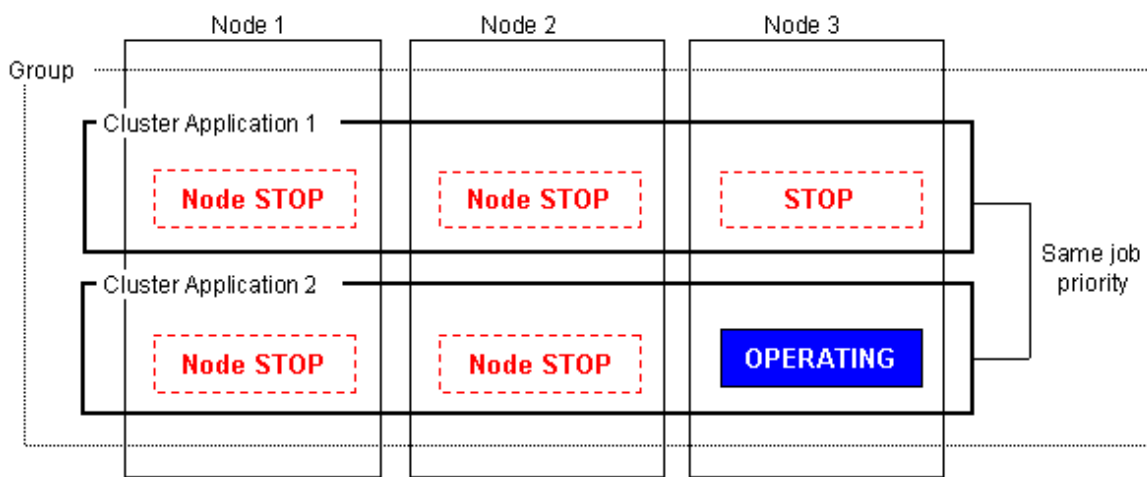 Node 1
Node 2
Node 3
Group
Cluster Application 1
Node STOP
Node STOP
STOP
Same job
priority
Cluster Application 2
Node STOP
Node STOP
OPERATING